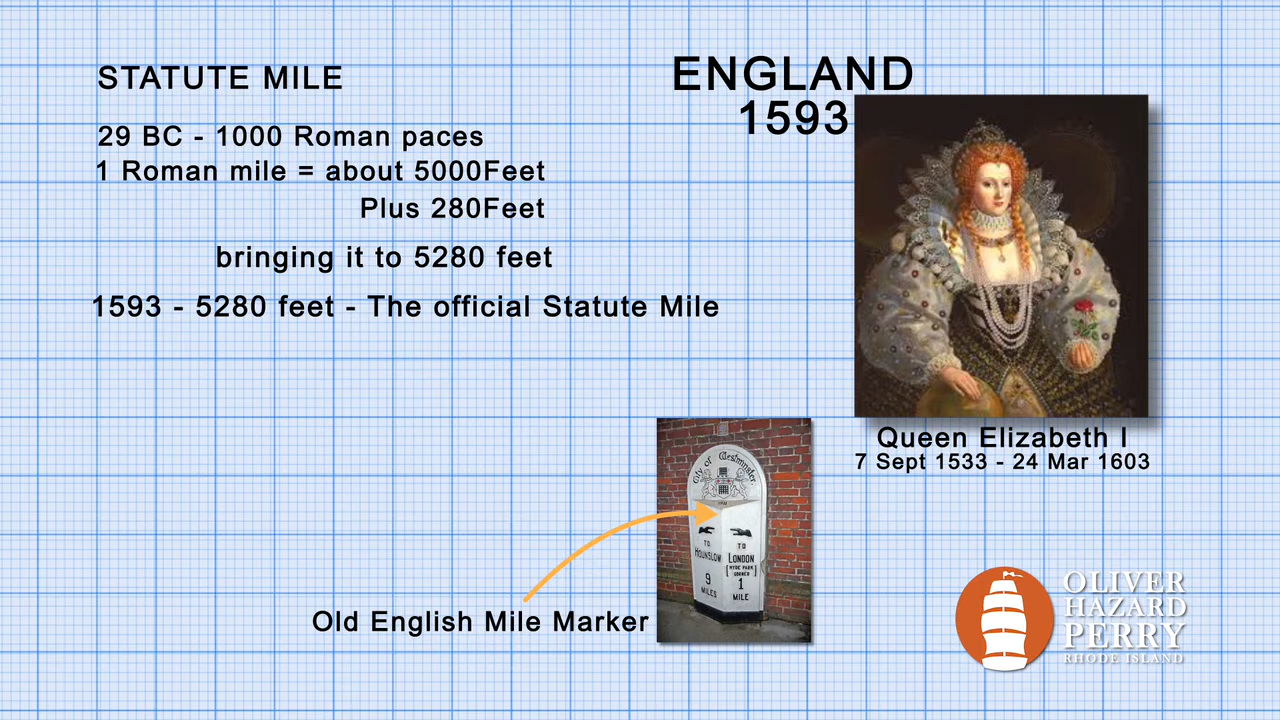 STATUTE MILE
29 BC - 1000 Roman paces
1 Roman mile = about 5000Feet
Plus 280Feet
bringing it to 5280 feet
1593 - 5280 feet - The official Statute Mile
ENGLAND
1593
Queen Elizabeth I
7 Sept 1533 - 24 Mar 1603
City of Westminster
TO
HOUNSLOW
9
MILES
TO
LONDON
HYDE PARK
CORNER
1
MILE
Old English Mile Marker
OLIVER
HAZARD
PERRY
RHODE ISLAND